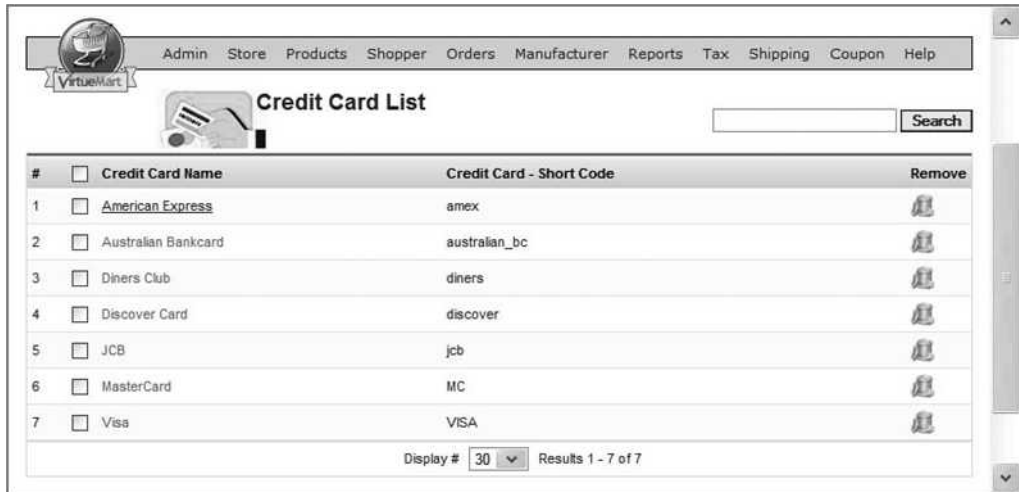 Admin Store Products Shopper Orders Manufacturer Reports Tax Shipping Coupon Help
VirtueMart
Credit Card List
Search
# Credit Card Name Credit Card - Short Code Remove
1 American Express amex
2 Australian Bankcard australian_bc
3 Diners Club diners
4 Discover Card discover
5 JCB jcb
6 MasterCard MC
7 Visa VISA
Display # 30 Results 1 - 7 of 7